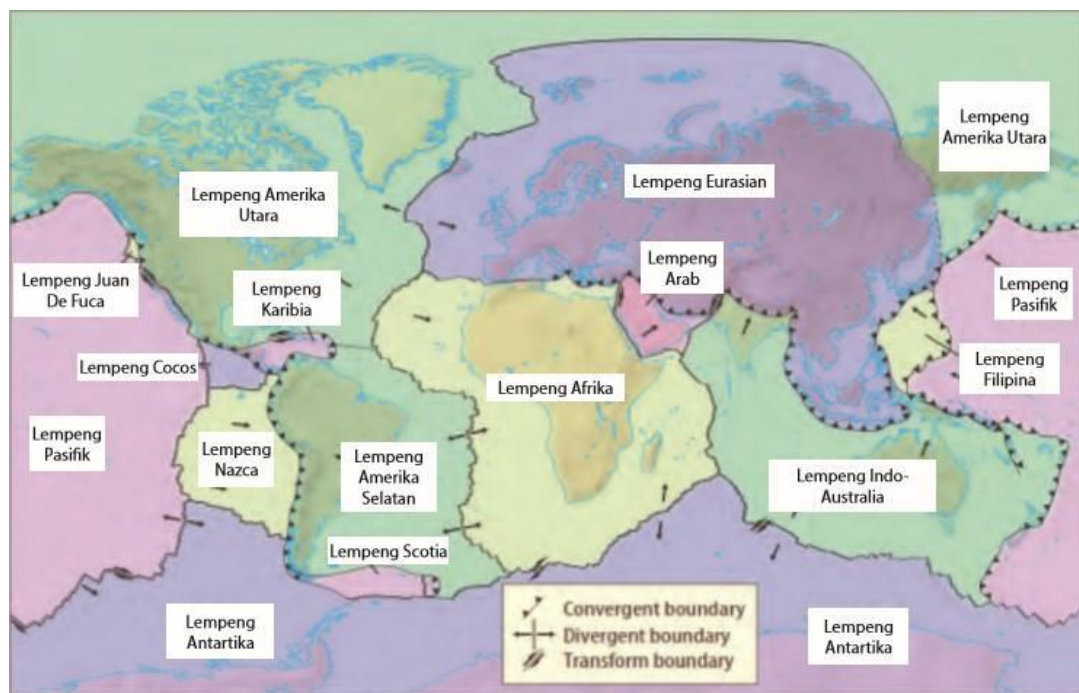 Lempeng
Amerika Utara
Lempeng Amerika
Utara
Lempeng Eurasian
Lempeng Juan
De Fuca
Lempeng
Karibia
Lempeng
Arab
Lempeng
Pasifik
Lempeng Cocos
Lempeng
Filipina
Lempeng Afrika
Lempeng
Pasifik
Lempeng
Nazca
Lempeng
Amerika
Selatan
Lempeng Indo-
Australia
Lempeng Scotia
Lempeng
Antartika
Convergent boundary
Divergent boundary
Transform boundary
Lempeng
Antartika